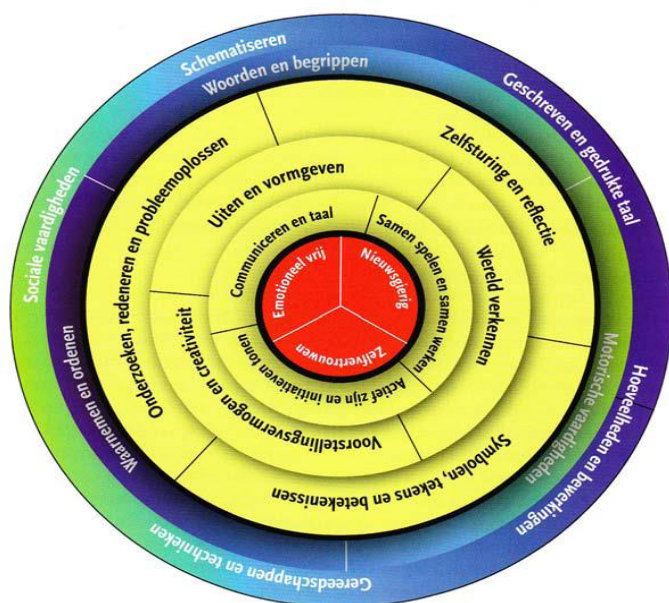 Schematiseren
Woorden en begrippen
Geschreven en gedrukte taal
Sociale vaardigheden
Waarnemen en ordenen
Hoeveelheden en bewerkingen
Motorische vaardigheden
Gereedschappen en technieken
Onderzoeken, redeneren en probleemoplossen
Zelfsturing en reflectie
Symbolen, tekens en betekenissen
Uiten en vormgeven
Wereld verkennen
Voorstellingsvermogen en creativiteit
Communiceren en taal
Samen spelen en samen werken
Actief zijn en initiatieven tonen
Emotioneel vrij
Nieuwsgierig
Zelfvertrouwen